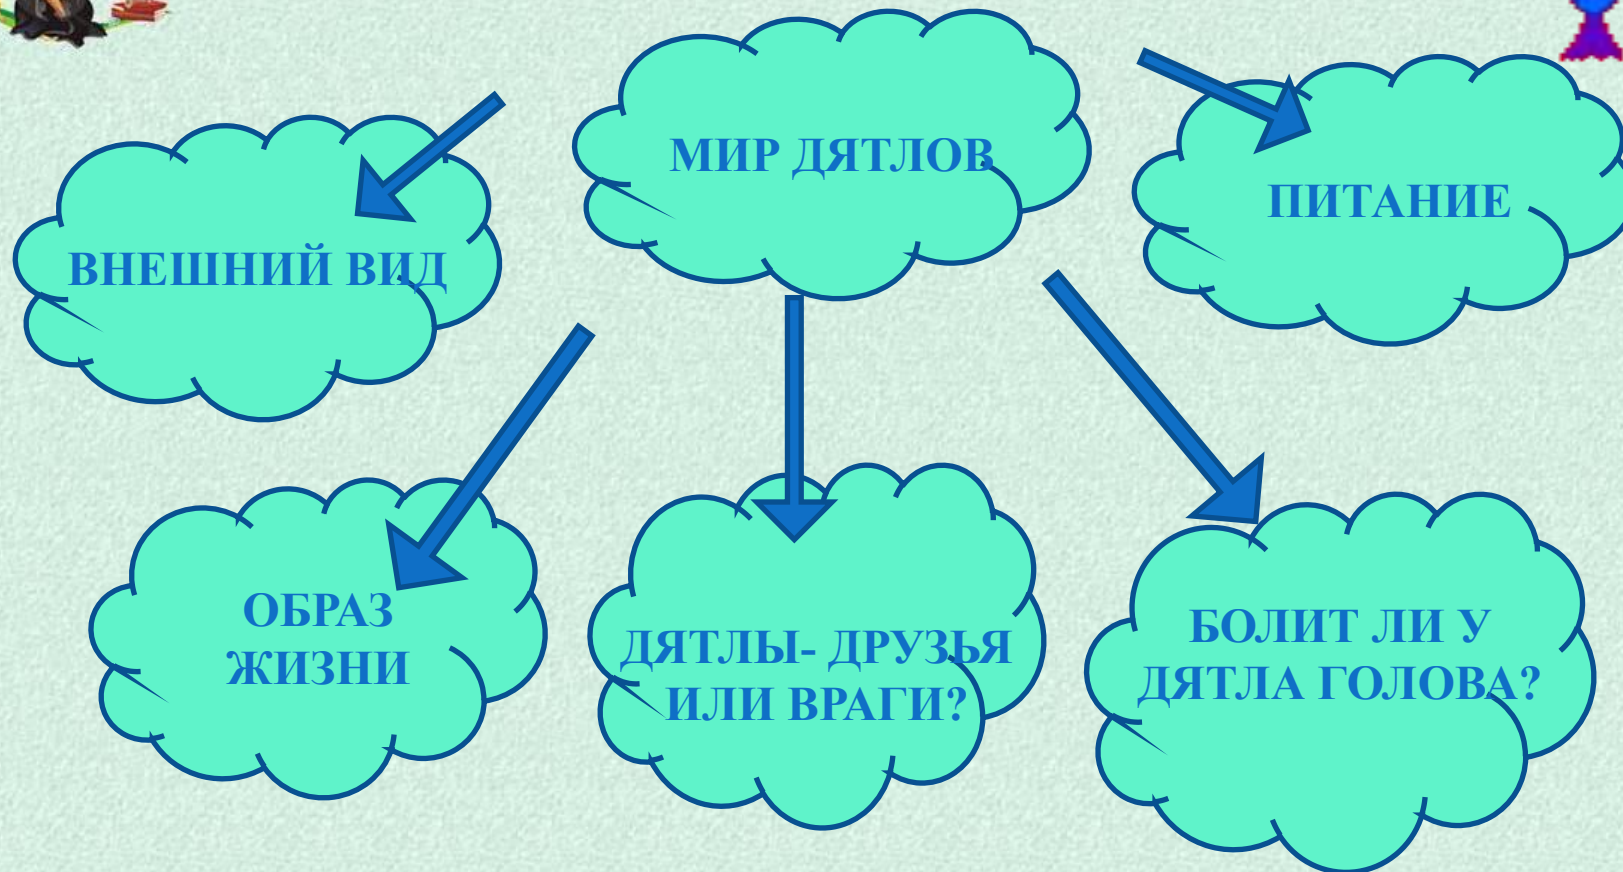 МИР ДЯТЛОВ
ПИТАНИЕ
ВНЕШНИЙ ВИД
ОБРАЗ
ЖИЗНИ
ДЯТЛЫ- ДРУЗЬЯ
ИЛИ ВРАГИ?
БОЛИТ ЛИ У
ДЯТЛА ГОЛОВА?